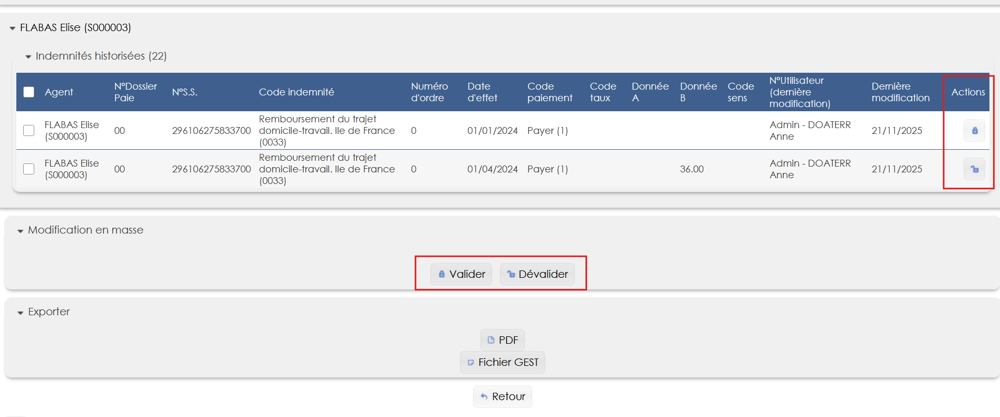 FLABAS Elise (S000003)
Indemnités historisées (22)
Agent
N°Dossier
Paie
N°S.S.
Code indemnité
Numéro
d'ordre
Date
d'effet
Code
paiement
Code
taux
Donnée
A
Donnée
B
Code
sens
N°Utilisateur
(dernière
modification)
Dernière
modification
Actions
FLABAS Elise
(S000003)
00
296106275833700
Remboursement du trajet
domicile-travail. Ile de France
(0033)
0
01/01/2024
Payer (1)
Admin - DOATERR
Anne
21/11/2025
FLABAS Elise
(S000003)
00
296106275833700
Remboursement du trajet
domicile-travail. Ile de France
(0033)
0
01/04/2024
Payer (1)
36.00
Admin - DOATERR
Anne
21/11/2025
Modification en masse
Valider
Dévalider
Exporter
PDF
Fichier GEST
Retour